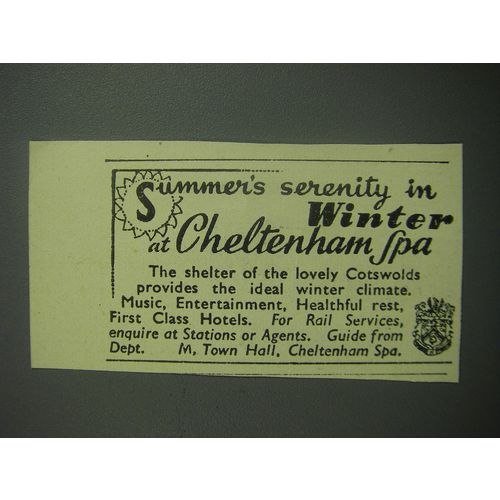 Summer's serenity in
Winter
at Cheltenham Spa
The shelter of the lovely Cotswolds
provides the ideal winter climate.
Music, Entertainment, Healthful rest,
First Class Hotels. For Rail Services,
enquire at Stations or Agents. Guide from
Dept. M, Town Hall, Cheltenham Spa.